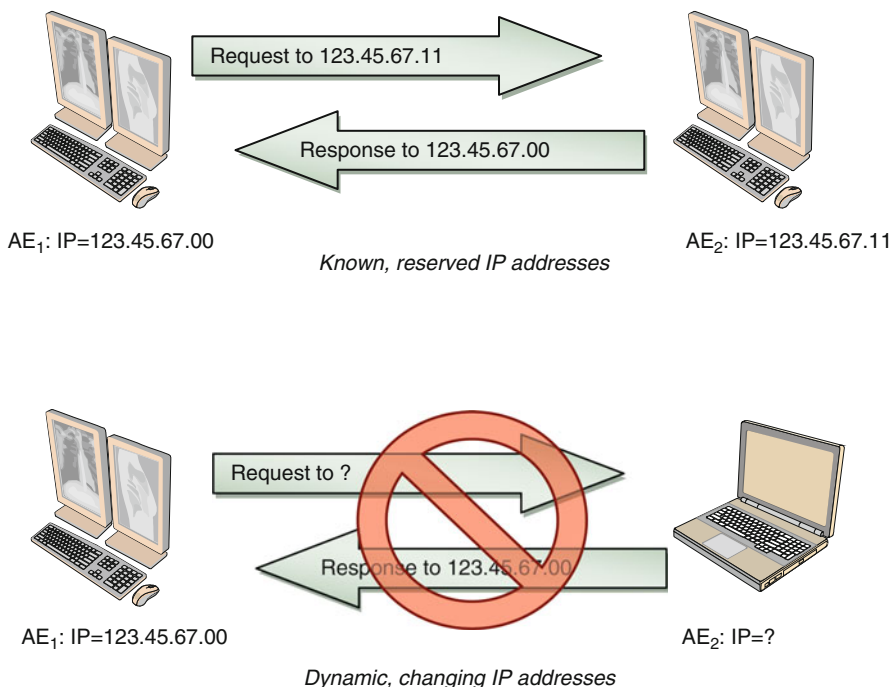 Request to 123.45.67.11
Response to 123.45.67.00
AE₁: IP=123.45.67.00
AE₂: IP=123.45.67.11
Known, reserved IP addresses
Request to ?
Response to 123.45.67.00
AE₁: IP=123.45.67.00
AE₂: IP=?
Dynamic, changing IP addresses